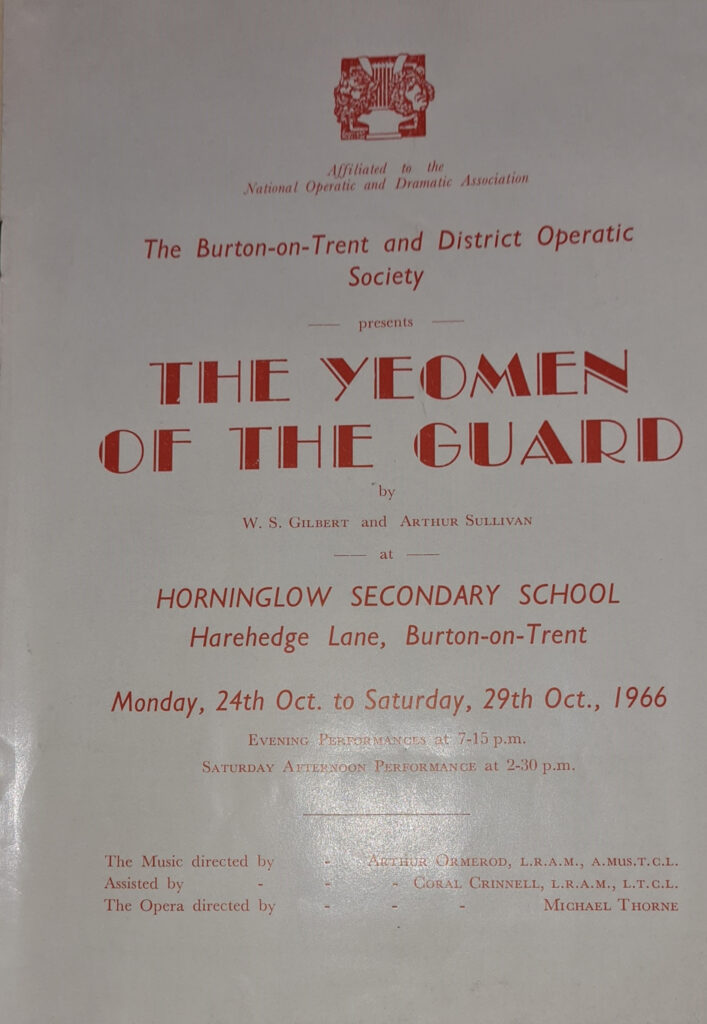 Affiliated to the
National Operatic and Dramatic Association
The Burton-on-Trent and District Operatic
Society
presents
THE YEOMEN
OF THE GUARD
by
W. S. GILBERT and ARTHUR SULLIVAN
at
HORNINGLOW SECONDARY SCHOOL
Harehedge Lane, Burton-on-Trent
Monday, 24th Oct. to Saturday, 29th Oct., 1966
EVENING PERFORMANCES at 7-15 p.m.
SATURDAY AFTERNOON PERFORMANCE at 2-30 p.m.
The Music directed by - ARTHUR ORMEROD, L.R.A.M., A.MUS.T.C.L.
Assisted by - - - CORAL CRINNELL, L.R.A.M., L.T.C.L.
The Opera directed by - - - MICHAEL THORNE